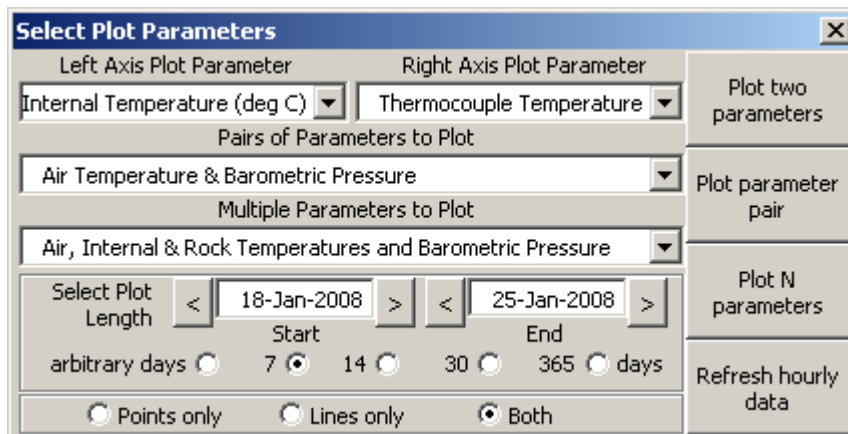 Select Plot Parameters
Left Axis Plot Parameter
Right Axis Plot Parameter
Internal Temperature (deg C)
Thermocouple Temperature
Plot two
parameters
Pairs of Parameters to Plot
Air Temperature & Barometric Pressure
Plot parameter
pair
Multiple Parameters to Plot
Air, Internal & Rock Temperatures and Barometric Pressure
Plot N
parameters
Select Plot
Length
< 18-Jan-2008 >
< 25-Jan-2008 >
Start
End
arbitrary days 7 14 30 365 days
Refresh hourly
data
Points only Lines only Both